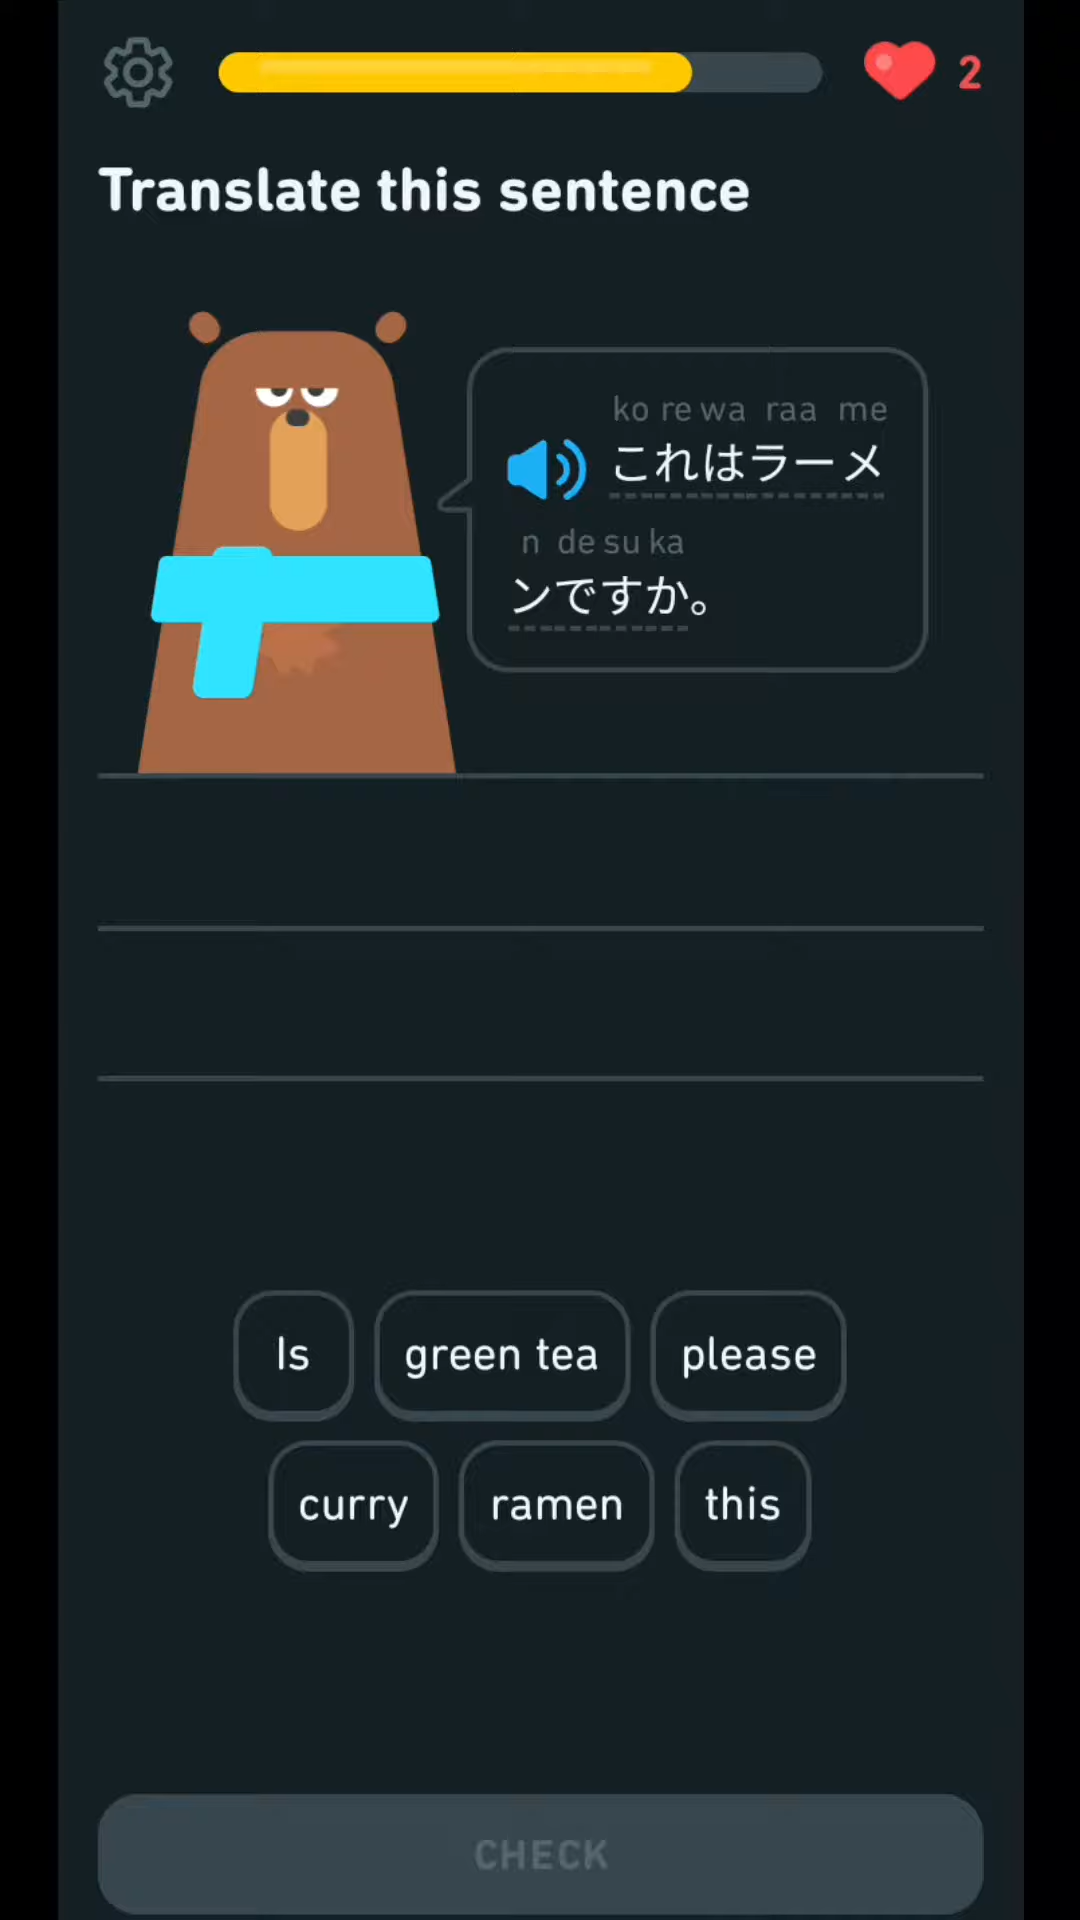 2
Translate this sentence
ko re wa raa me
これはラーメ
n de su ka
ンですか。
Is green tea please
curry ramen this
CHECK